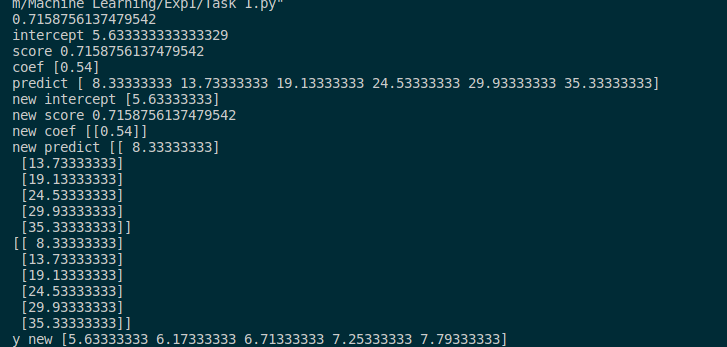 m/Machine Learning/Exp1/Task 1.py"
0.7158756137479542
intercept 5.633333333333329
score 0.7158756137479542
coef [0.54]
predict [ 8.33333333 13.73333333 19.13333333 24.53333333 29.93333333 35.33333333]
new intercept [5.63333333]
new score 0.7158756137479542
new coef [[0.54]]
new predict [[ 8.33333333]
 [13.73333333]
 [19.13333333]
 [24.53333333]
 [29.93333333]
 [35.33333333]]
[[ 8.33333333]
 [13.73333333]
 [19.13333333]
 [24.53333333]
 [29.93333333]
 [35.33333333]]
y new [5.63333333 6.17333333 6.71333333 7.25333333 7.79333333]